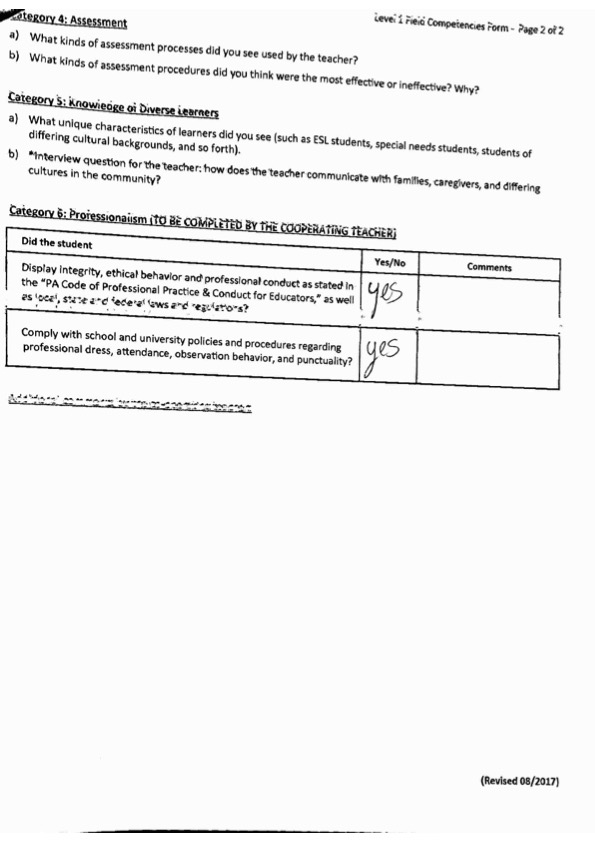 Category 4: Assessment
Level 1 Field Competencies Form - Page 2 of 2
a) What kinds of assessment processes did you see used by the teacher?
b) What kinds of assessment procedures did you think were the most effective or ineffective? Why?
Category 5: Knowledge of Diverse Learners
a) What unique characteristics of learners did you see (such as ESL students, special needs students, students of
differing cultural backgrounds, and so forth).
b) *Interview question for the teacher: how does the teacher communicate with families, caregivers, and differing
cultures in the community?
Category 6: Professionalism (TO BE COMPLETED BY THE COOPERATING TEACHER)
Did the student
Yes/No
Comments
Display integrity, ethical behavior and professional conduct as stated in
the "PA Code of Professional Practice & Conduct for Educators," as well
as local, state and federal laws and regulations?
yes
Comply with school and university policies and procedures regarding
professional dress, attendance, observation behavior, and punctuality?
yes
Additional
(Revised 08/2017)